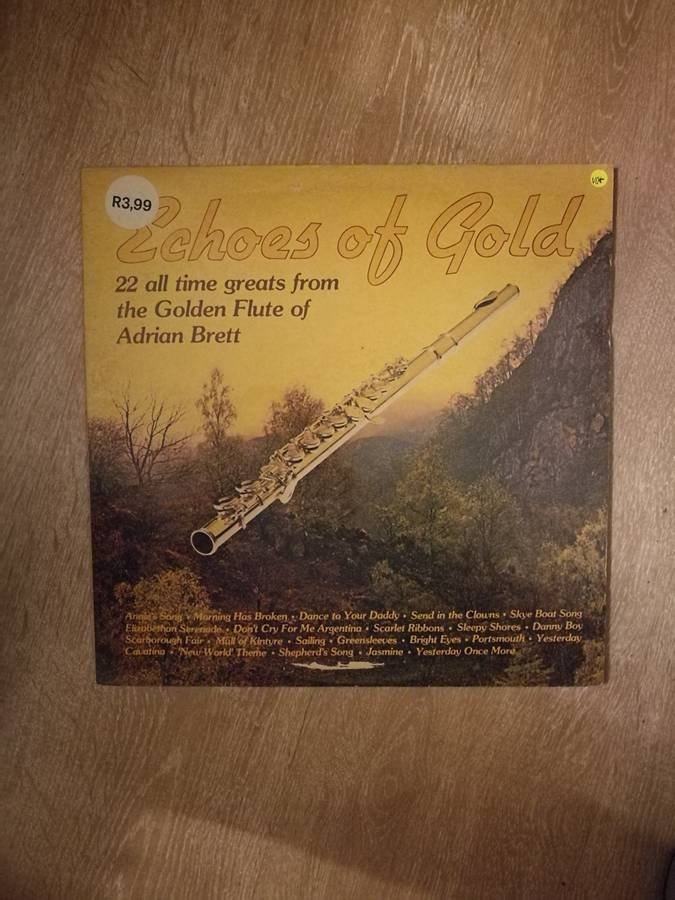 R3,99
Echoes of Gold
22 all time greats from
the Golden Flute of
Adrian Brett
Annie's Song • Morning Has Broken • Dance to Your Daddy • Send in the Clowns • Skye Boat Song
Elizabethan Serenade • Don't Cry For Me Argentina • Scarlet Ribbons • Sleepy Shores • Danny Boy
Scarborough Fair • Mull of Kintyre • Sailing • Greensleeves • Bright Eyes • Portsmouth • Yesterday
Cavatina • 'New World' Theme • Shepherd's Song • Jasmine • Yesterday Once More